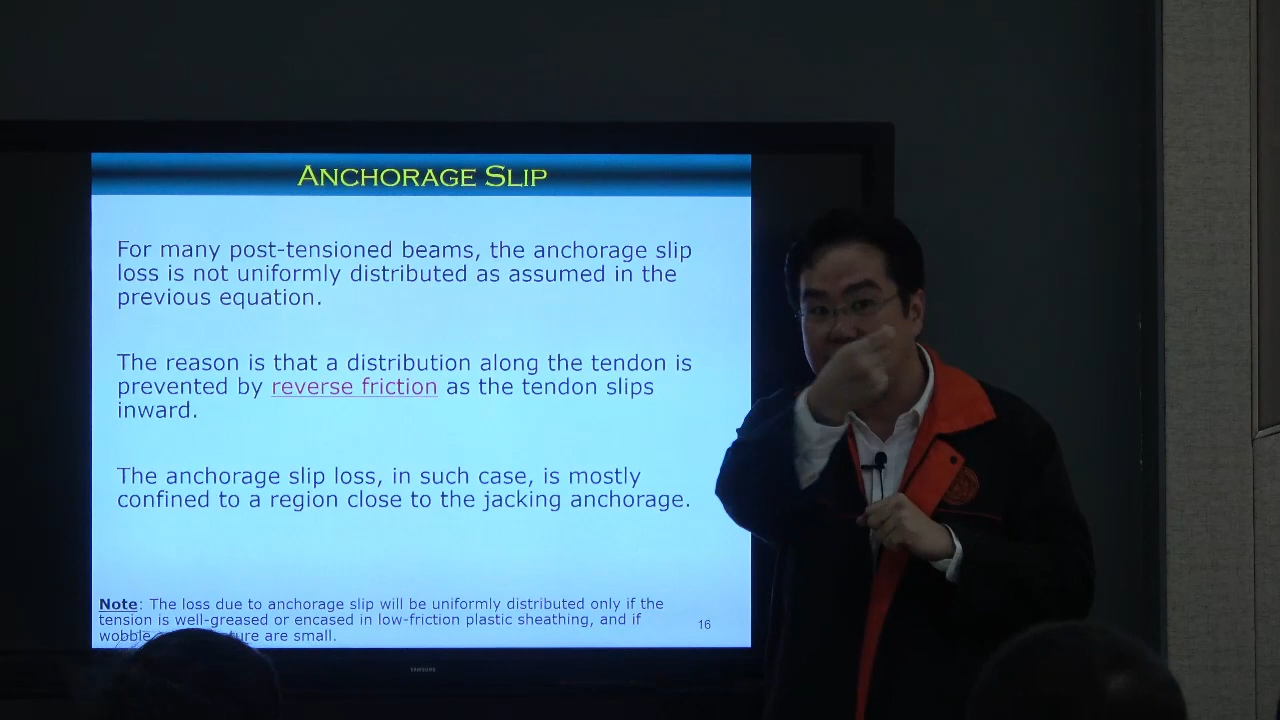 ANCHORAGE SLIP
For many post-tensioned beams, the anchorage slip
loss is not uniformly distributed as assumed in the
previous equation.
The reason is that a distribution along the tendon is
prevented by reverse friction as the tendon slips
inward.
The anchorage slip loss, in such case, is mostly
confined to a region close to the jacking anchorage.
Note: The loss due to anchorage slip will be uniformly distributed only if the
tension is well-greased or encased in low-friction plastic sheathing, and if
wobble are small.
16
SAMSUNG